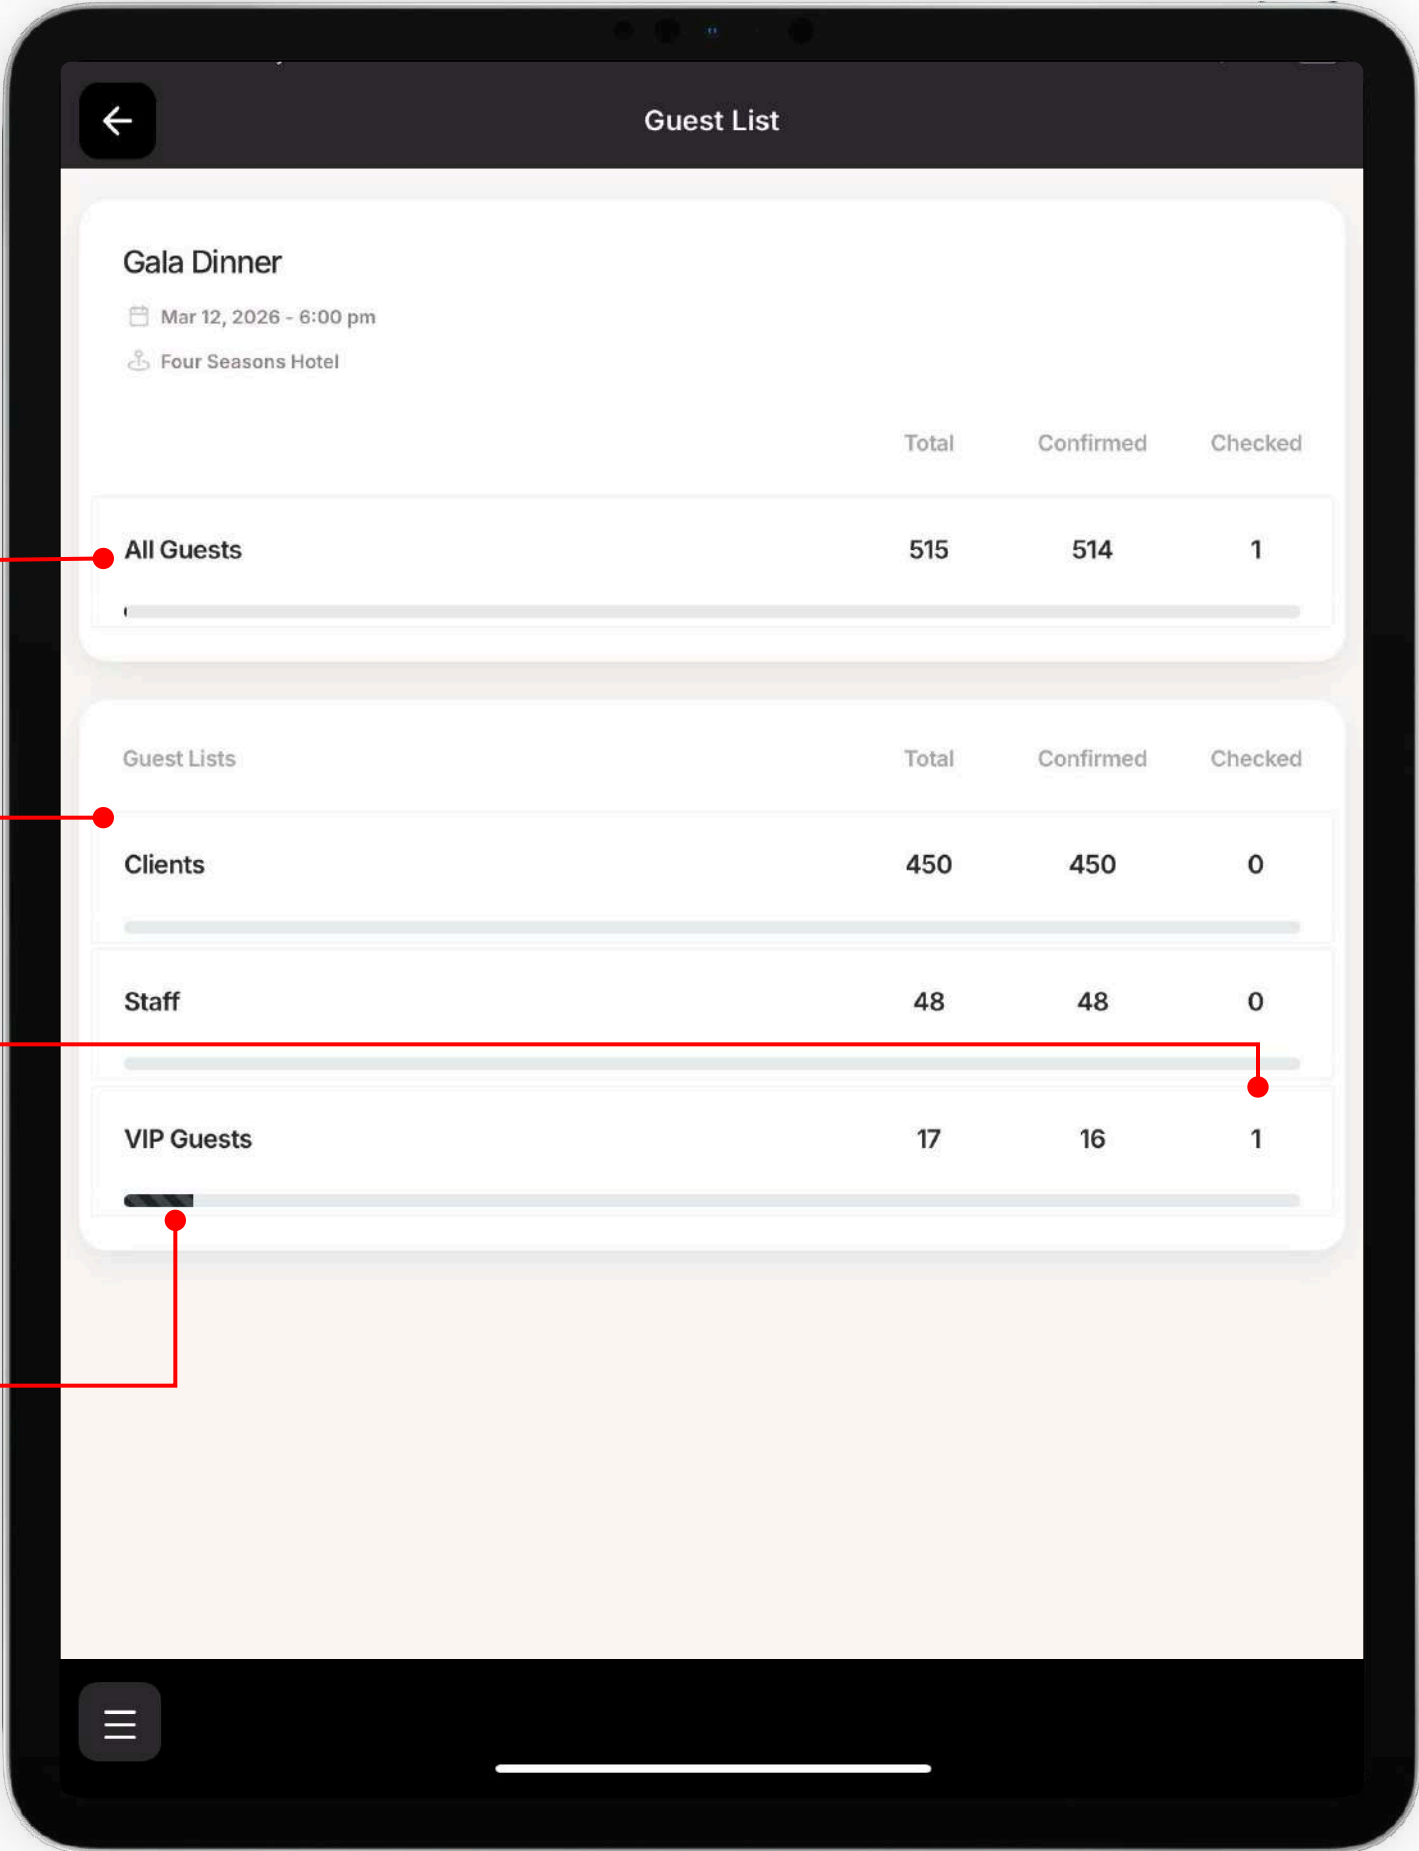 Guest List
Gala Dinner
Mar 12, 2026 - 6:00 pm
Four Seasons Hotel
Total Confirmed Checked
All Guests 515 514 1
Guest Lists Total Confirmed Checked
Clients 450 450 0
Staff 48 48 0
VIP Guests 17 16 1